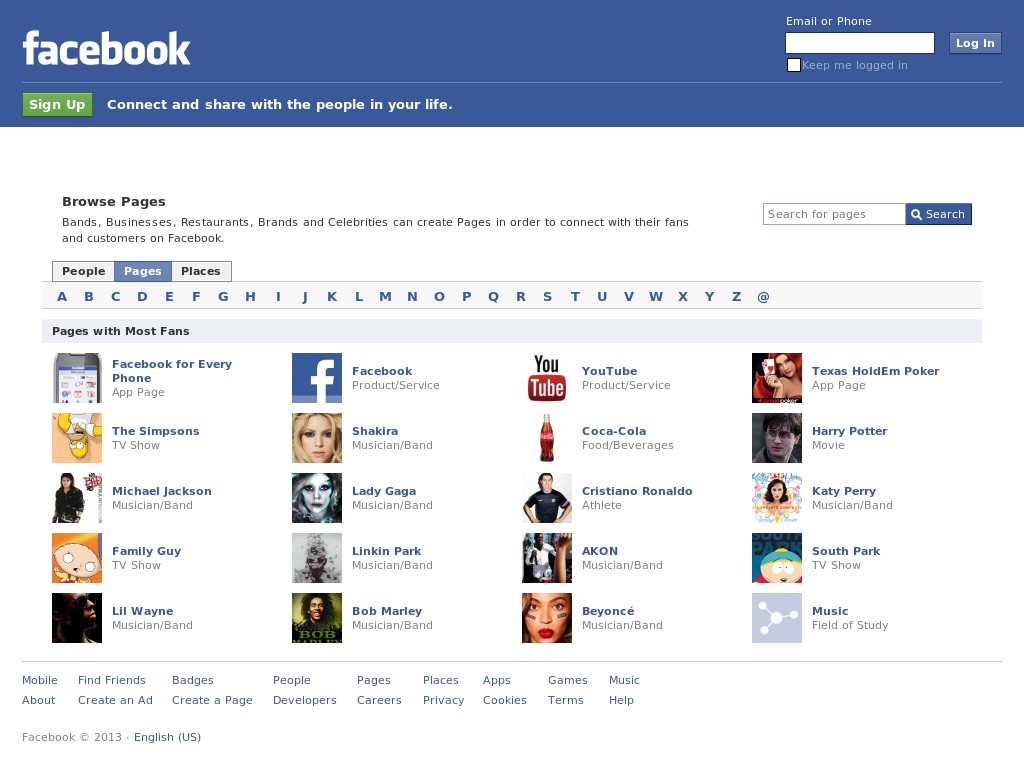 Email or Phone
facebook
Log In
Keep me logged in
Sign Up Connect and share with the people in your life.
Browse Pages
Bands, Businesses, Restaurants, Brands and Celebrities can create Pages in order to connect with their fans
and customers on Facebook.
Search for pages Search
People Pages Places
A B C D E F G H I J K L M N O P Q R S T U V W X Y Z @
Pages with Most Fans
Facebook for Every
Phone
App Page
Facebook
Product/Service
You
Tube
YouTube
Product/Service
poker
Texas HoldEm Poker
App Page
The Simpsons
TV Show
Shakira
Musician/Band
Coca-Cola
Food/Beverages
Harry Potter
Movie
BAD
Michael Jackson
Musician/Band
Lady Gaga
Musician/Band
Cristiano Ronaldo
Athlete
Katy Perry
Musician/Band
Family Guy
TV Show
Linkin Park
Musician/Band
AKON
Musician/Band
SOUTH
PARK
South Park
TV Show
Lil Wayne
Musician/Band
BOB
MARLEY
Bob Marley
Musician/Band
Beyoncé
Musician/Band
Music
Field of Study
Mobile Find Friends Badges People Pages Places Apps Games Music
About Create an Ad Create a Page Developers Careers Privacy Cookies Terms Help
Facebook © 2013 · English (US)